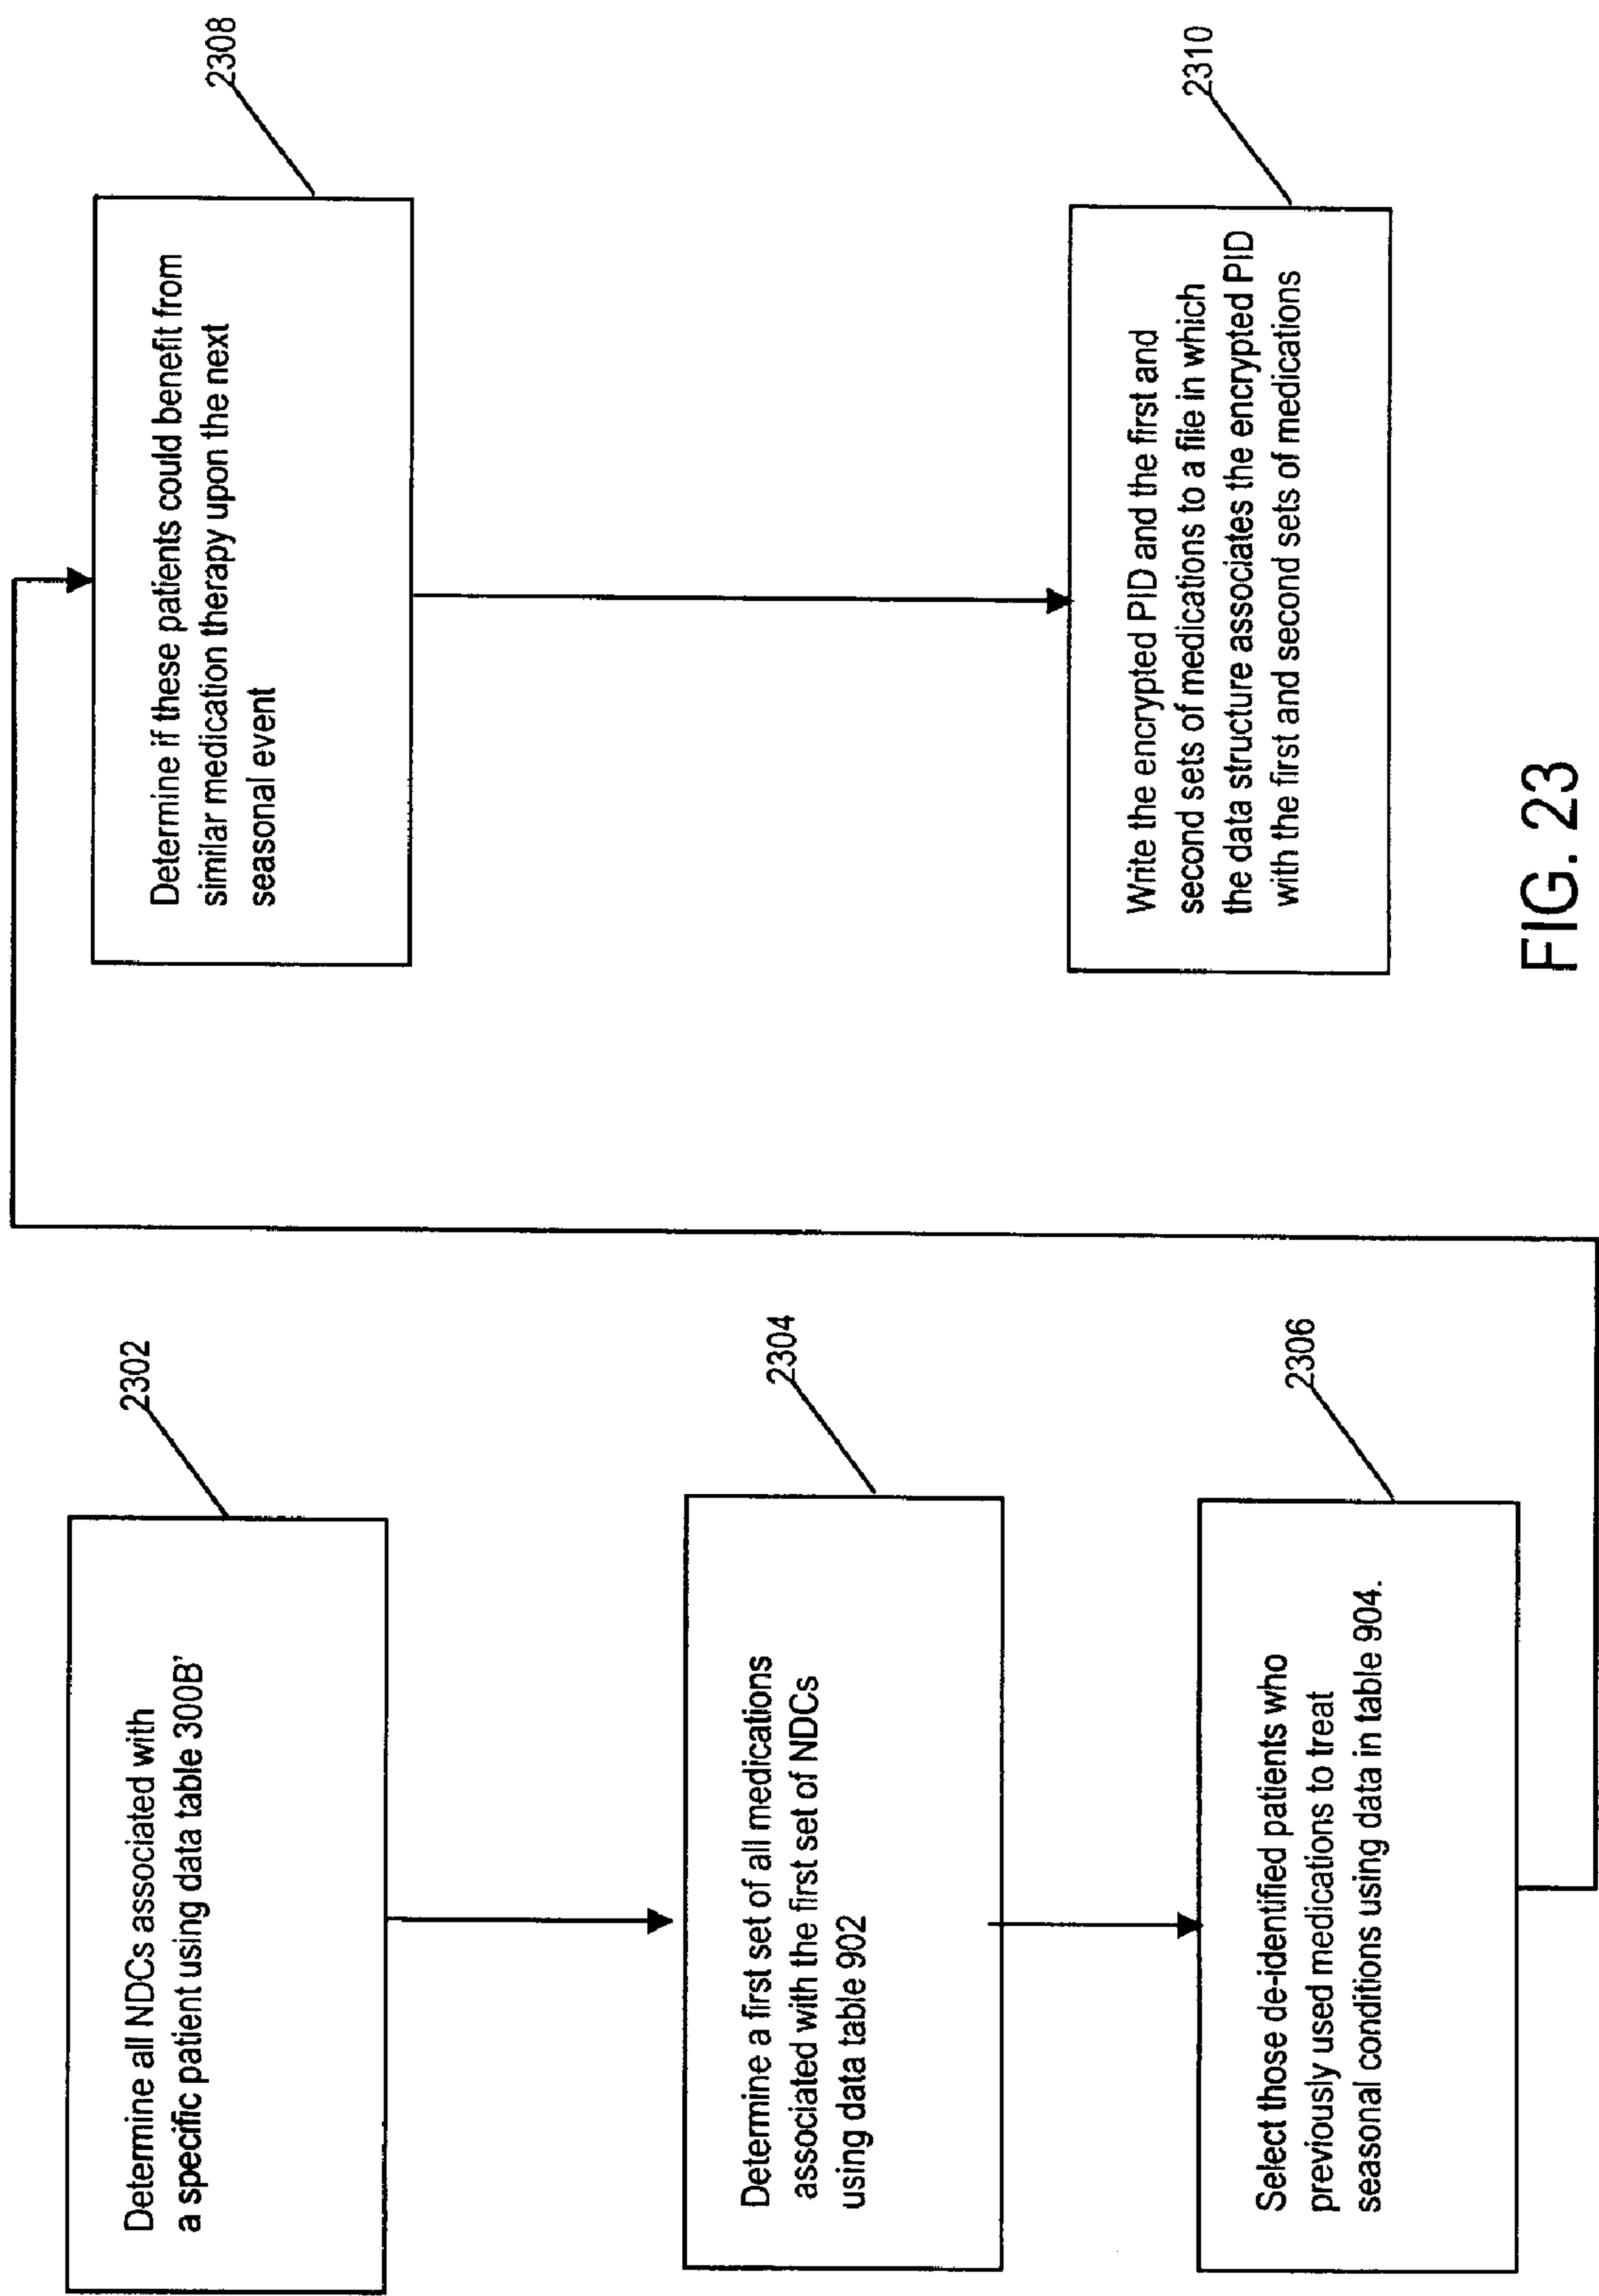 2302
Determine all NDCs associated with
a specific patient using data table 300B'
2304
Determine a first set of all medications
associated with the first set of NDCs
using data table 902
2306
Select those de-identified patients who
previously used medications to treat
seasonal conditions using data in table 904.
2308
Determine if these patients could benefit from
similar medication therapy upon the next
seasonal event
2310
Write the encrypted PID and the first and
second sets of medications to a file in which
the data structure associates the encrypted PID
with the first and second sets of medications
FIG. 23